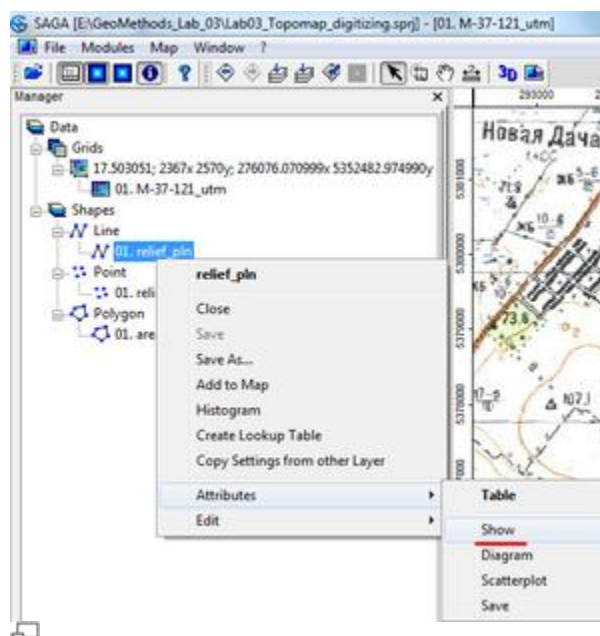 SAGA [E:\GeoMethods_Lab_03\Lab03_Topomap_digitizing.sprj] - [01. M-37-121_utm]
File Modules Map Window ?
3D
Manager
Data
Grids
17.503051; 2367x 2570y; 276076.070999x 5352482.974990y
01. M-37-121_utm
Shapes
Line
01. relief_pln
Point
01. reli
Polygon
01. are
relief_pln
Close
Save
Save As...
Add to Map
Histogram
Create Lookup Table
Copy Settings from other Layer
Attributes
Edit
Table
Show
Diagram
Scatterplot
Save
293000
Новая Дача
5381000
5380000
73.6
5379000
5378000
107,1